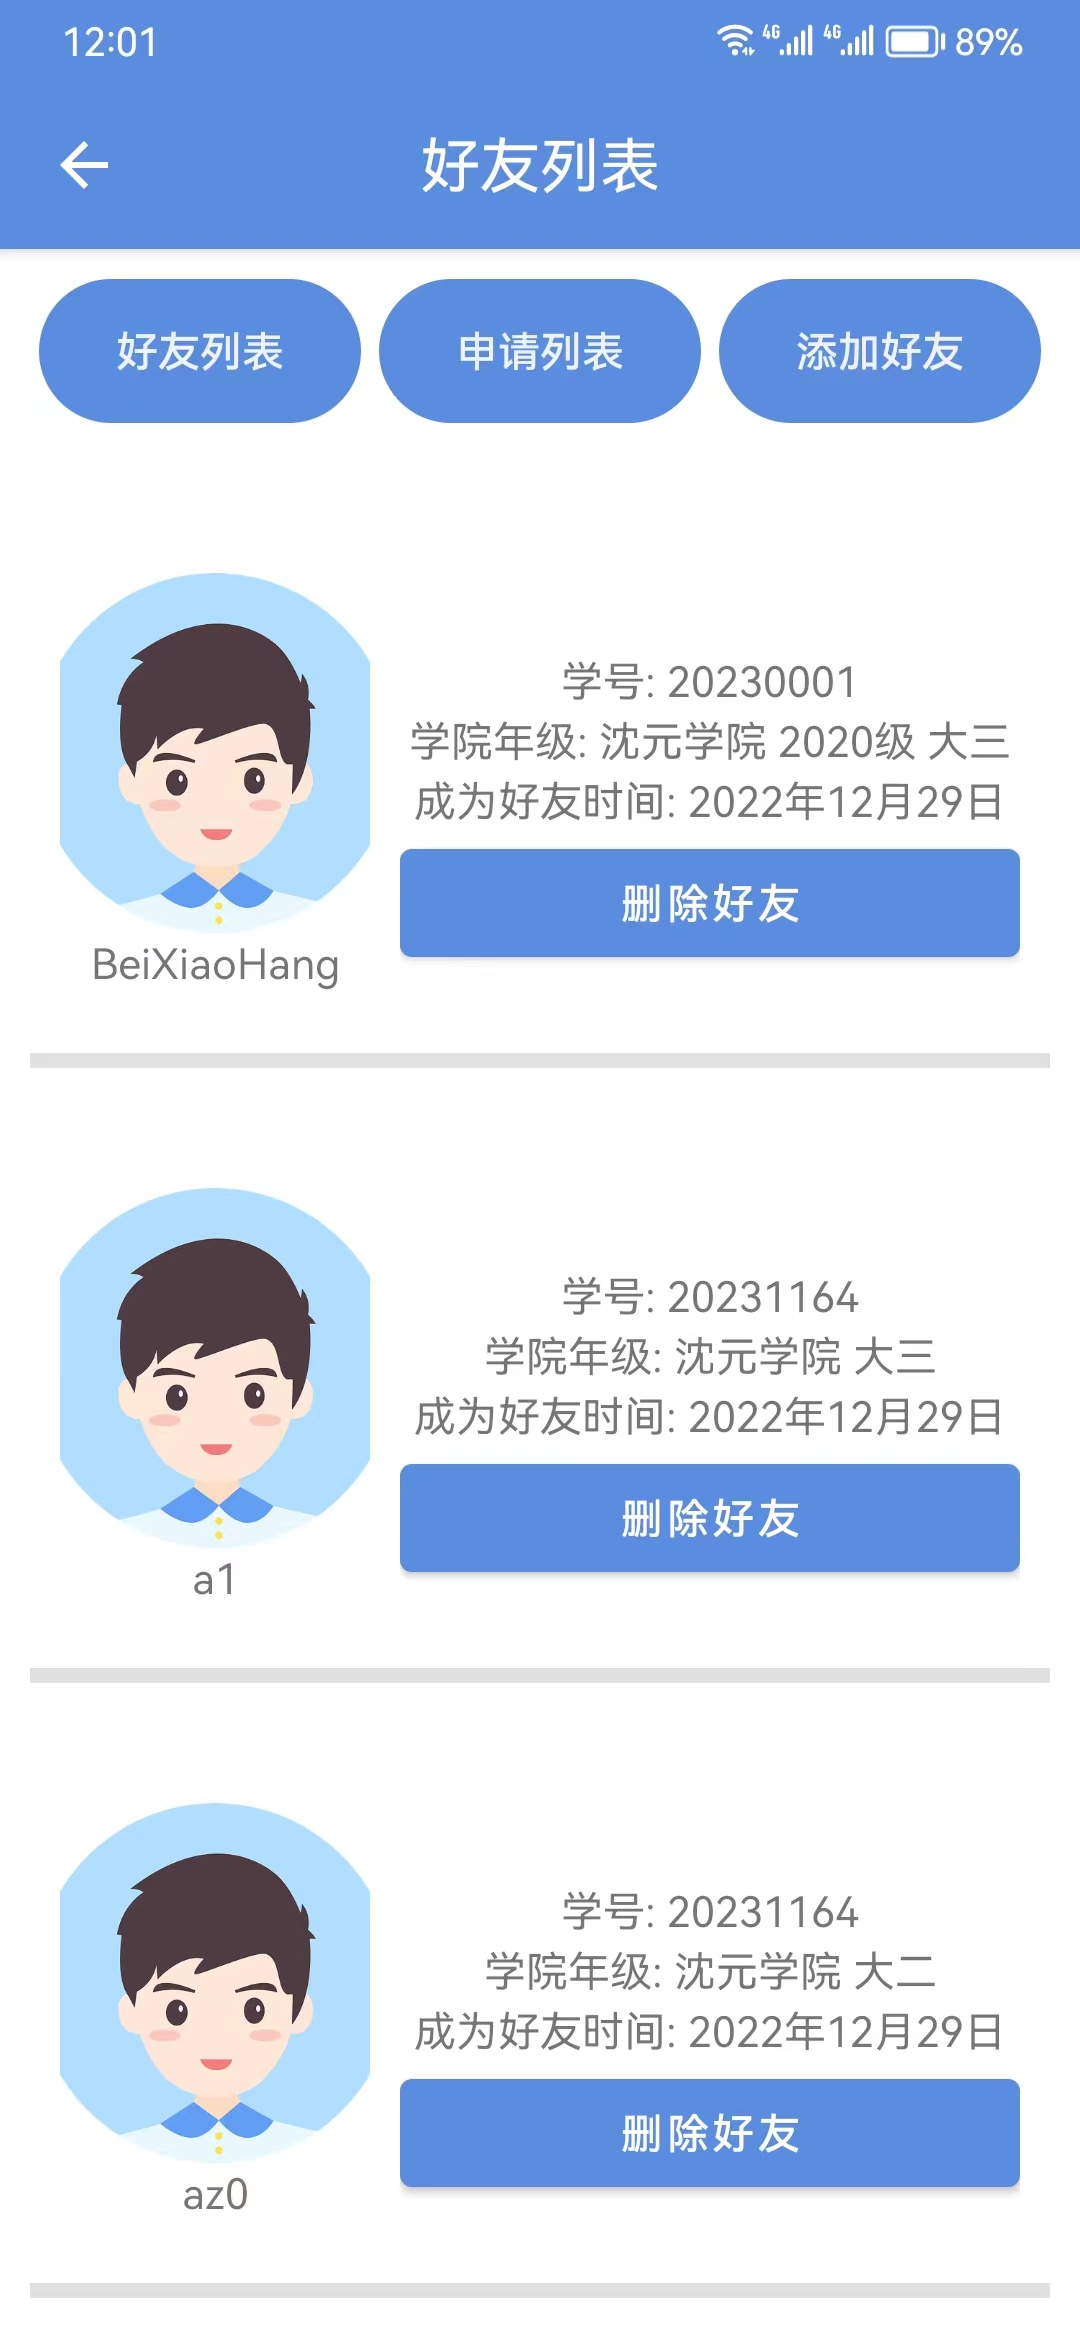 12:01
4G 4G 89%
好友列表
好友列表 申请列表 添加好友
学号: 20230001
学院年级: 沈元学院 2020级 大三
成为好友时间: 2022年12月29日
删除好友
BeiXiaoHang
学号: 20231164
学院年级: 沈元学院 大三
成为好友时间: 2022年12月29日
删除好友
a1
学号: 20231164
学院年级: 沈元学院 大二
成为好友时间: 2022年12月29日
删除好友
az0